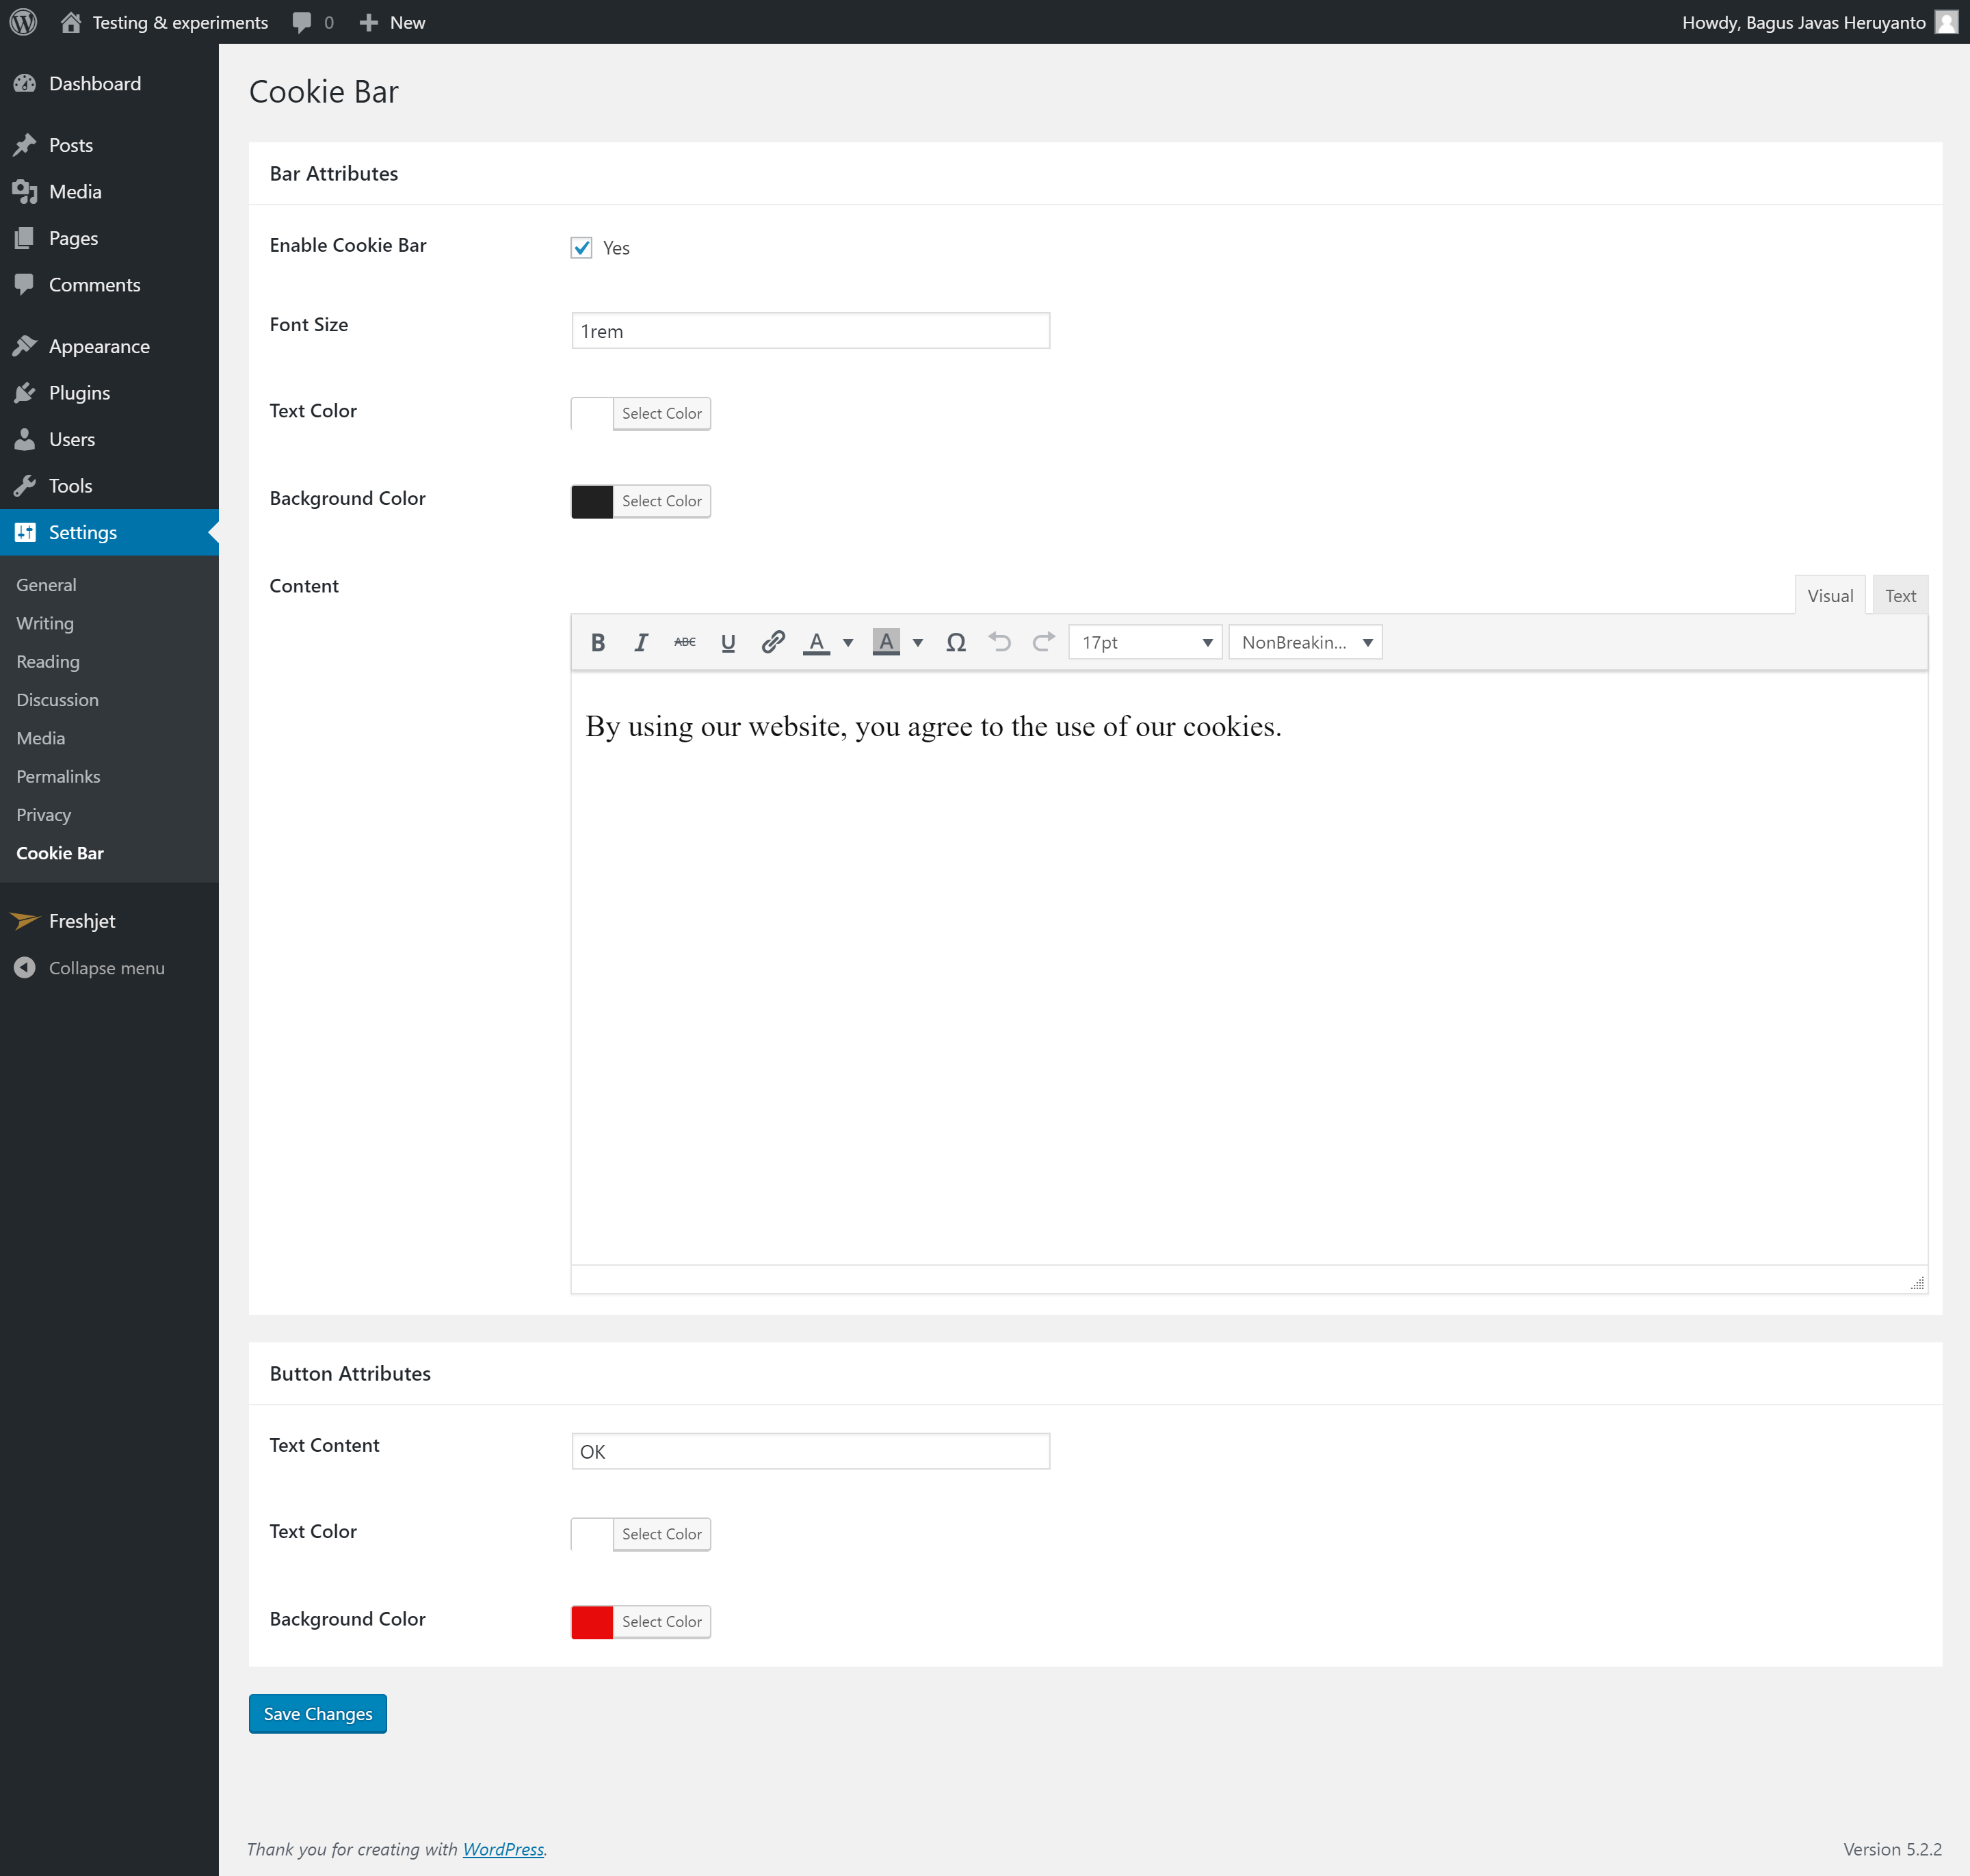 Testing & experiments 0 New Howdy, Bagus Javas Heruyanto
Dashboard
Posts
Media
Pages
Comments
Appearance
Plugins
Users
Tools
Settings
General
Writing
Reading
Discussion
Media
Permalinks
Privacy
Cookie Bar
Freshjet
Collapse menu
Cookie Bar
Bar Attributes
Enable Cookie Bar Yes
Font Size 1rem
Text Color Select Color
Background Color Select Color
Content Visual Text
B I ABC U A A Ω 17pt NonBreakin...
By using our website, you agree to the use of our cookies.
Button Attributes
Text Content OK
Text Color Select Color
Background Color Select Color
Save Changes
Thank you for creating with WordPress. Version 5.2.2